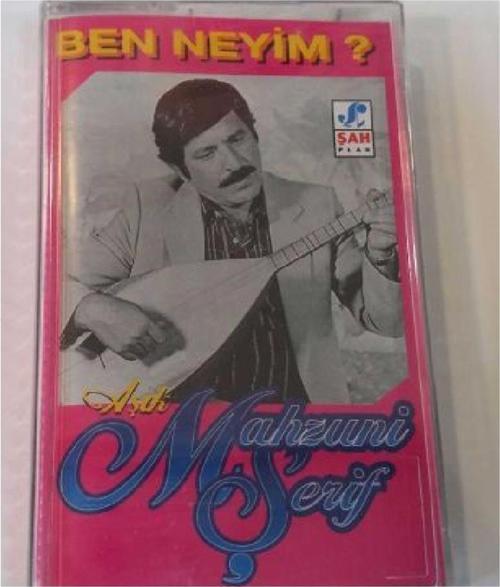 BEN NEYİM ?
ŞAH
PLAK
Aşık
Mahzuni
Şerif